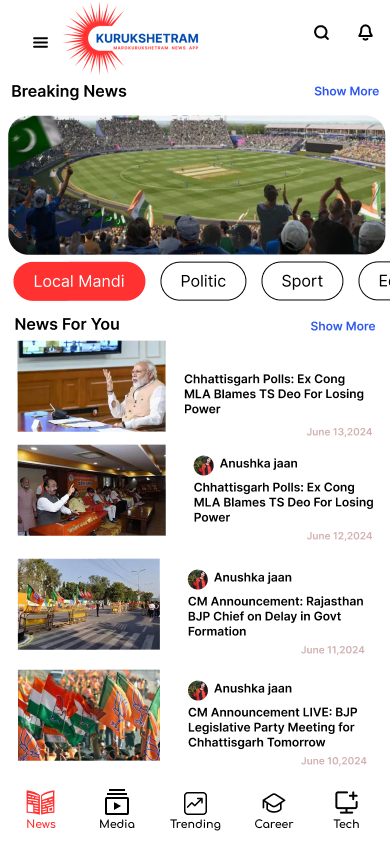 KURUKSHETRAM
MAROKURUKSHETRAM NEWS APP
Breaking News
Show More
Local Mandi
Politic
Sport
News For You
Show More
Chhattisgarh Polls: Ex Cong
MLA Blames TS Deo For Losing
Power
June 13,2024
Anushka jaan
Chhattisgarh Polls: Ex Cong
MLA Blames TS Deo For Losing
Power
June 12,2024
Anushka jaan
CM Announcement: Rajasthan
BJP Chief on Delay in Govt
Formation
June 11,2024
Anushka jaan
CM Announcement LIVE: BJP
Legislative Party Meeting for
Chhattisgarh Tomorrow
June 10,2024
News
Media
Trending
Career
Tech